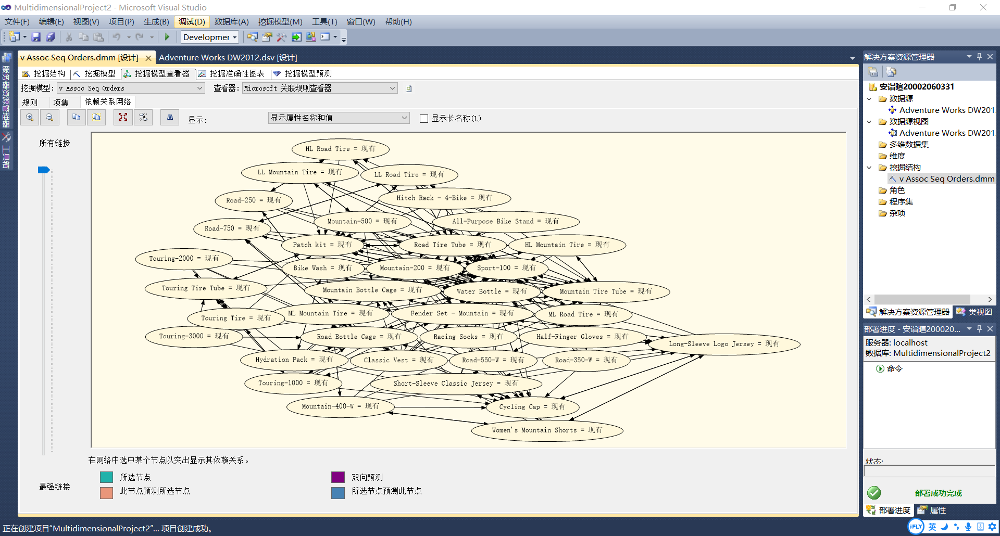 MultidimensionalProject2 - Microsoft Visual Studio
文件(F) 编辑(E) 视图(V) 项目(P) 生成(B) 调试(D) 数据库(A) 挖掘模型(M) 工具(T) 窗口(W) 帮助(H)
Developmer
服务器资源管理器
工具箱
v Assoc Seq Orders.dmm [设计] Adventure Works DW2012.dsv [设计]
挖掘结构 挖掘模型 挖掘模型查看器 挖掘准确性图表 挖掘模型预测
挖掘模型: v Assoc Seq Orders 查看器: Microsoft 关联规则查看器
规则 项集 依赖关系网络
显示: 显示属性名称和值 显示长名称(L)
所有链接
HL Road Tire = 现有
LL Mountain Tire = 现有
LL Road Tire = 现有
Road-250 = 现有
Hitch Rack - 4-Bike = 现有
Road-750 = 现有
Mountain-500 = 现有
All-Purpose Bike Stand = 现有
Patch kit = 现有
Road Tire Tube = 现有
HL Mountain Tire = 现有
Touring-2000 = 现有
Bike Wash = 现有
Mountain-200 = 现有
Sport-100 = 现有
Touring Tire Tube = 现有
Mountain Bottle Cage = 现有
Water Bottle = 现有
Mountain Tire Tube = 现有
Touring Tire = 现有
ML Mountain Tire = 现有
Fender Set - Mountain = 现有
ML Road Tire = 现有
Touring-3000 = 现有
Road Bottle Cage = 现有
Racing Socks = 现有
Half-Finger Gloves = 现有
Long-Sleeve Logo Jersey = 现有
Hydration Pack = 现有
Classic Vest = 现有
Road-550-W = 现有
Road-350-W = 现有
Touring-1000 = 现有
Short-Sleeve Classic Jersey = 现有
Mountain-400-W = 现有
Cycling Cap = 现有
Women's Mountain Shorts = 现有
在网络中选中某个节点以突出显示其依赖关系。
最强链接
所选节点 双向预测
此节点预测所选节点 所选节点预测此节点
解决方案资源管理器
安诣暄20002060331
数据源
Adventure Works DW201
数据源视图
Adventure Works DW201
多维数据集
维度
挖掘结构
v Assoc Seq Orders.dmm
角色
程序集
杂项
解决方案资源管理器 类视图
部署进度 - 安诣暄200020...
服务器: localhost
数据库: MultidimensionalProject2
命令
状态:
部署成功完成
部署进度 属性
正在创建项目“MultidimensionalProject2”... 项目创建成功。
iFLY 英